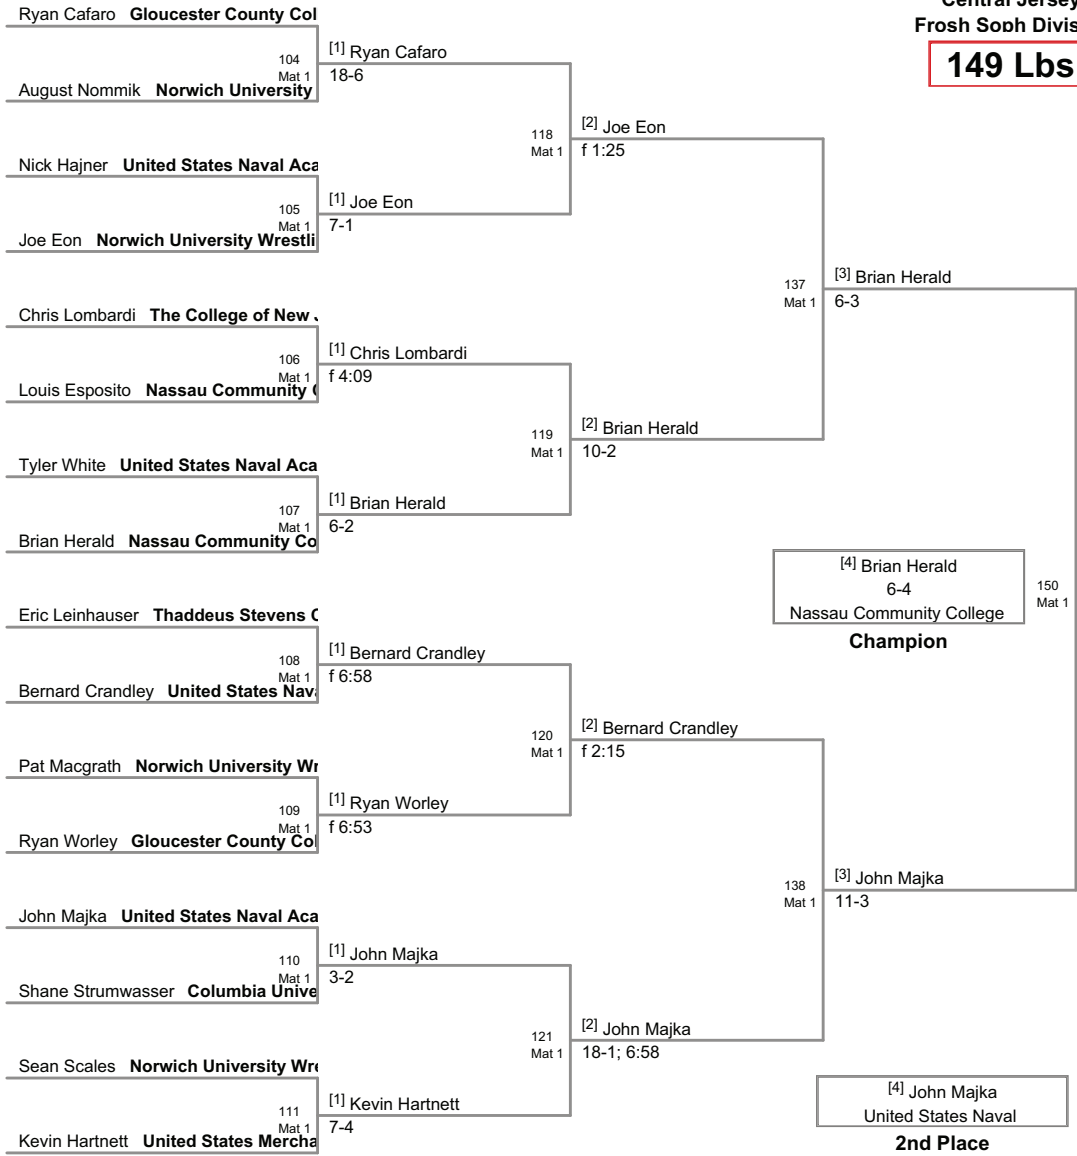 Central Jersey
Frosh Soph Divis
149 Lbs
Ryan Cafaro Gloucester County Col
104
Mat 1
August Nommik Norwich University
[1] Ryan Cafaro
18-6
Nick Hajner United States Naval Aca
105
Mat 1
Joe Eon Norwich University Wrestli
[1] Joe Eon
7-1
118
Mat 1
[2] Joe Eon
f 1:25
Chris Lombardi The College of New J
106
Mat 1
Louis Esposito Nassau Community C
[1] Chris Lombardi
f 4:09
Tyler White United States Naval Aca
107
Mat 1
Brian Herald Nassau Community Co
[1] Brian Herald
6-2
119
Mat 1
[2] Brian Herald
10-2
137
Mat 1
[3] Brian Herald
6-3
[4] Brian Herald
6-4
Nassau Community College
Champion
150
Mat 1
Eric Leinhauser Thaddeus Stevens C
108
Mat 1
Bernard Crandley United States Nava
[1] Bernard Crandley
f 6:58
Pat Macgrath Norwich University Wr
109
Mat 1
Ryan Worley Gloucester County Col
[1] Ryan Worley
f 6:53
120
Mat 1
[2] Bernard Crandley
f 2:15
John Majka United States Naval Aca
110
Mat 1
Shane Strumwasser Columbia Unive
[1] John Majka
3-2
Sean Scales Norwich University Wre
111
Mat 1
Kevin Hartnett United States Mercha
[1] Kevin Hartnett
7-4
121
Mat 1
[2] John Majka
18-1; 6:58
138
Mat 1
[3] John Majka
11-3
[4] John Majka
United States Naval
2nd Place